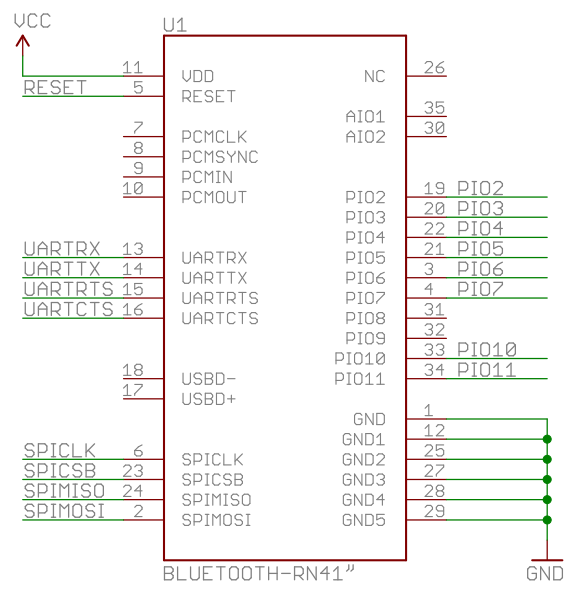 VCC
U1
11 VDD NC 26
RESET 5 RESET
AIO1 35
7 PCMCLK AIO2 30
8 PCMSYNC
9 PCMIN
10 PCMOUT PIO2 19 PIO2
PIO3 20 PIO3
PIO4 22 PIO4
UARTRX 13 UARTRX PIO5 21 PIO5
UARTTX 14 UARTTX PIO6 3 PIO6
UARTRTS 15 UARTRTS PIO7 4 PIO7
UARTCTS 16 UARTCTS PIO8 31
PIO9 32
PIO10 33 PIO10
18 USBD- PIO11 34 PIO11
17 USBD+
GND 1
GND1 12
SPICLK 6 SPICLK GND2 25
SPICSB 23 SPICSB GND3 27
SPIMISO 24 SPIMISO GND4 28
SPIMOSI 2 SPIMOSI GND5 29
BLUETOOTH-RN41”
GND